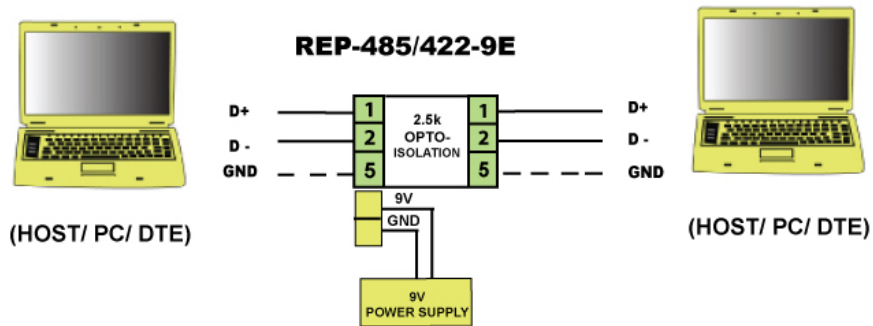 REP-485/422-9E
D+
D -
GND
1
2
5
2.5k
OPTO-
ISOLATION
1
2
5
D+
D -
GND
9V
GND
(HOST/ PC/ DTE)
(HOST/ PC/ DTE)
9V
POWER SUPPLY